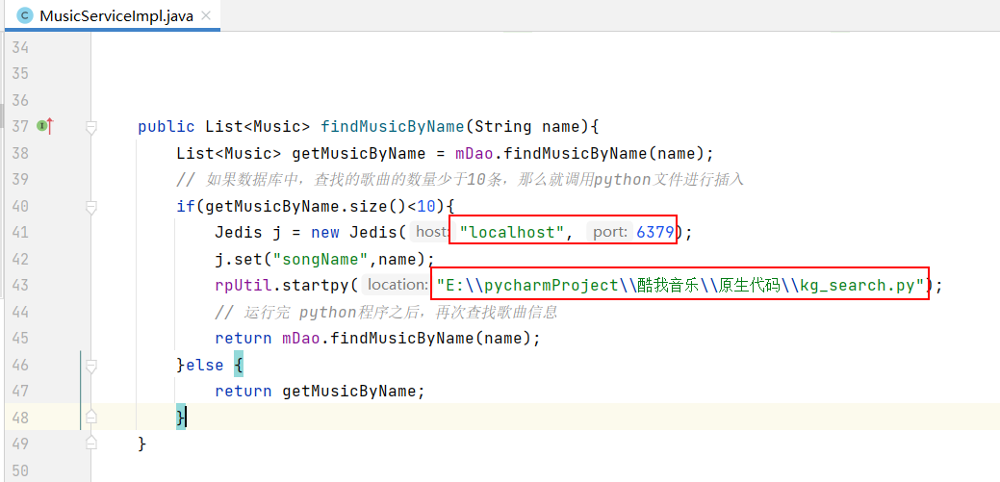 MusicServiceImpl.java
34
35
36
37 public List<Music> findMusicByName(String name){
38 List<Music> getMusicByName = mDao.findMusicByName(name);
39 // 如果数据库中，查找的歌曲的数量少于10条，那么就调用python文件进行插入
40 if(getMusicByName.size()<10){
41 Jedis j = new Jedis( host: "localhost", port: 6379);
42 j.set("songName",name);
43 rpUtil.startpy( location: "E:\\pycharmProject\\酷我音乐\\原生代码\\kg_search.py");
44 // 运行完 python程序之后，再次查找歌曲信息
45 return mDao.findMusicByName(name);
46 }else {
47 return getMusicByName;
48 }
49 }
50